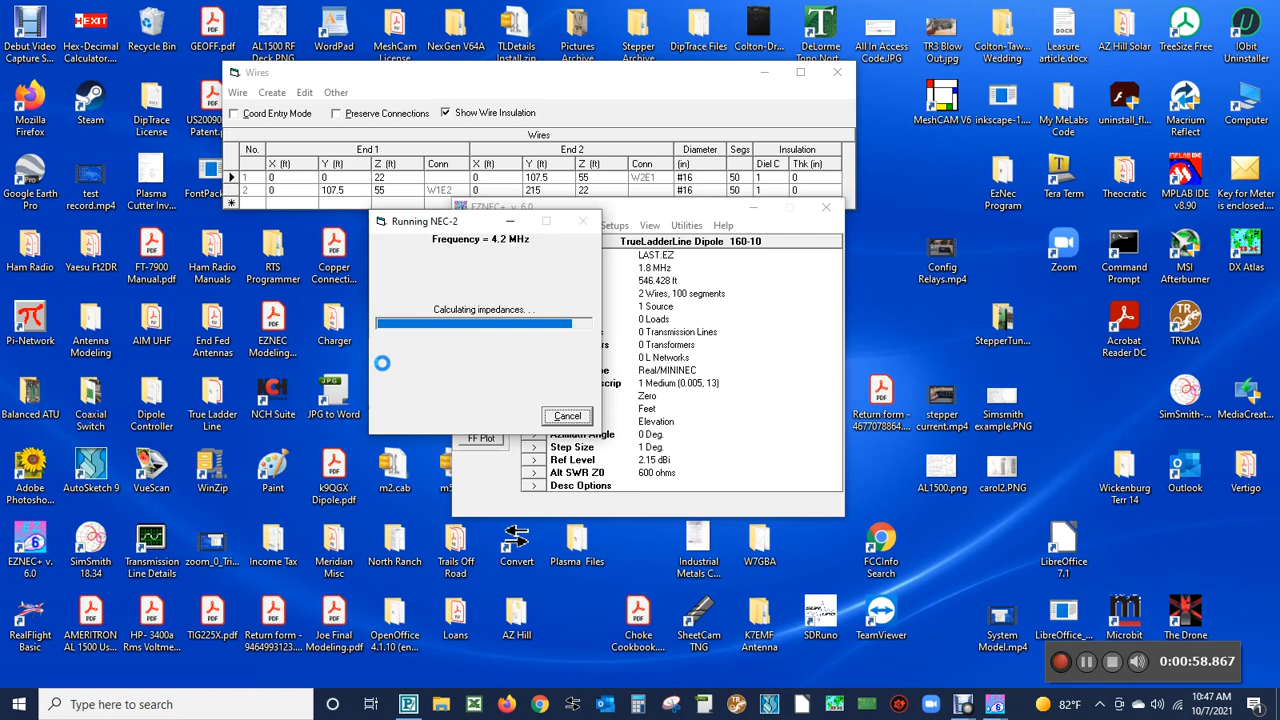 Debut Video
Capture S...
Hex-Decimal
Calculator....
Recycle Bin
GEOFF.pdf
AL1500 RF
Deck.PNG
WordPad
MeshCam
License
NexGen V64A
TLDetails
Install.zip
Pictures
Archive
Stepper
Archive
DipTrace Files
Colton-Dr...
DeLorme
Topo Nort...
All In Access
Code.JPG
TR3 Blow
Out.jpg
Colton-Taw...
Wedding
Leasure
article.docx
AZ Hill Solar
TreeSize Free
IObit
Uninstaller
Wires
Wire Create Edit Other
Coord Entry Mode Preserve Connections Show Wire Insulation
Wires
No. End 1 End 2 Diameter Segs Insulation
X (ft) Y (ft) Z (ft) Conn X (ft) Y (ft) Z (ft) Conn (in) Diel C Thk (in)
1 0 0 22 0 107.5 55 W2E1 #16 50 1 0
2 0 107.5 55 W1E2 0 215 22 #16 50 1 0
Mozilla
Firefox
Steam
DipTrace
License
US20090
Patent.
MeshCAM V6
inkscape-1....
My MeLabs
Code
uninstall_fl...
Macrium
Reflect
Computer
Google Earth
Pro
test
record.mp4
Plasma
Cutter Inv...
FontPack
EzNec
Program
Tera Term
Theocratic
MPLAB IDE
v8.90
Key for Meter
is enclosed...
EZNEC+ v. 6.0
Setups View Utilities Help
Running NEC-2
Frequency = 4.2 MHz
Calculating impedances. . .
Cancel
TrueLadderLine Dipole 160-10
LAST.EZ
1.8 MHz
546.428 ft
2 Wires, 100 segments
1 Source
0 Loads
0 Transmission Lines
0 Transformers
0 L Networks
Real/MININEC
1 Medium (0.005, 13)
Zero
Feet
Elevation
Azimuth Angle 0 Deg.
Step Size 1 Deg.
Ref Level 2.15 dBi
Alt SWR Z0 600 ohms
Desc Options
FF Plot
Ham Radio
Yaesu Ft2DR
FT-7900
Manual.pdf
Ham Radio
Manuals
RTS
Programmer
Copper
Connecti...
Config
Relays.mp4
Zoom
Command
Prompt
MSI
Afterburner
DX Atlas
Pi-Network
Antenna
Modeling
AIM UHF
End Fed
Antennas
EZNEC
Modeling...
Charger
StepperTun...
Acrobat
Reader DC
TRVNA
Balanced ATU
Coaxial
Switch
Dipole
Controller
True Ladder
Line
NCH Suite
JPG to Word
Return form -
4677078864...
stepper
current.mp4
Simsmith
example.PNG
SimSmith-...
MediaCrea...
Adobe
Photosho...
AutoSketch 9
VueScan
WinZip
Paint
k9QGX
Dipole.pdf
m2.cab
AL1500.png
carol2.PNG
Wickenburg
Terr 14
Outlook
Vertigo
EZNEC+ v.
6.0
SimSmith
18.34
Transmission
Line Details
zoom_0_Tri...
Income Tax
Meridian
Misc
North Ranch
Trails Off
Road
Convert
Plasma Files
Industrial
Metals C...
W7GBA
FCCInfo
Search
LibreOffice
7.1
RealFlight
Basic
AMERITRON
AL 1500 Us...
HP- 3400a
Rms Voltme...
TIG225X.pdf
Return form -
9464993123...
Joe Final
Modeling.pdf
OpenOffice
4.1.10 (en...
Loans
AZ Hill
Choke
Cookbook....
SheetCam
TNG
K7EMF
Antenna
SDRuno
TeamViewer
System
Model.mp4
LibreOffice_...
Microbit
The Drone
0:00:58.867
Type here to search
82°F
10:47 AM
10/7/2021